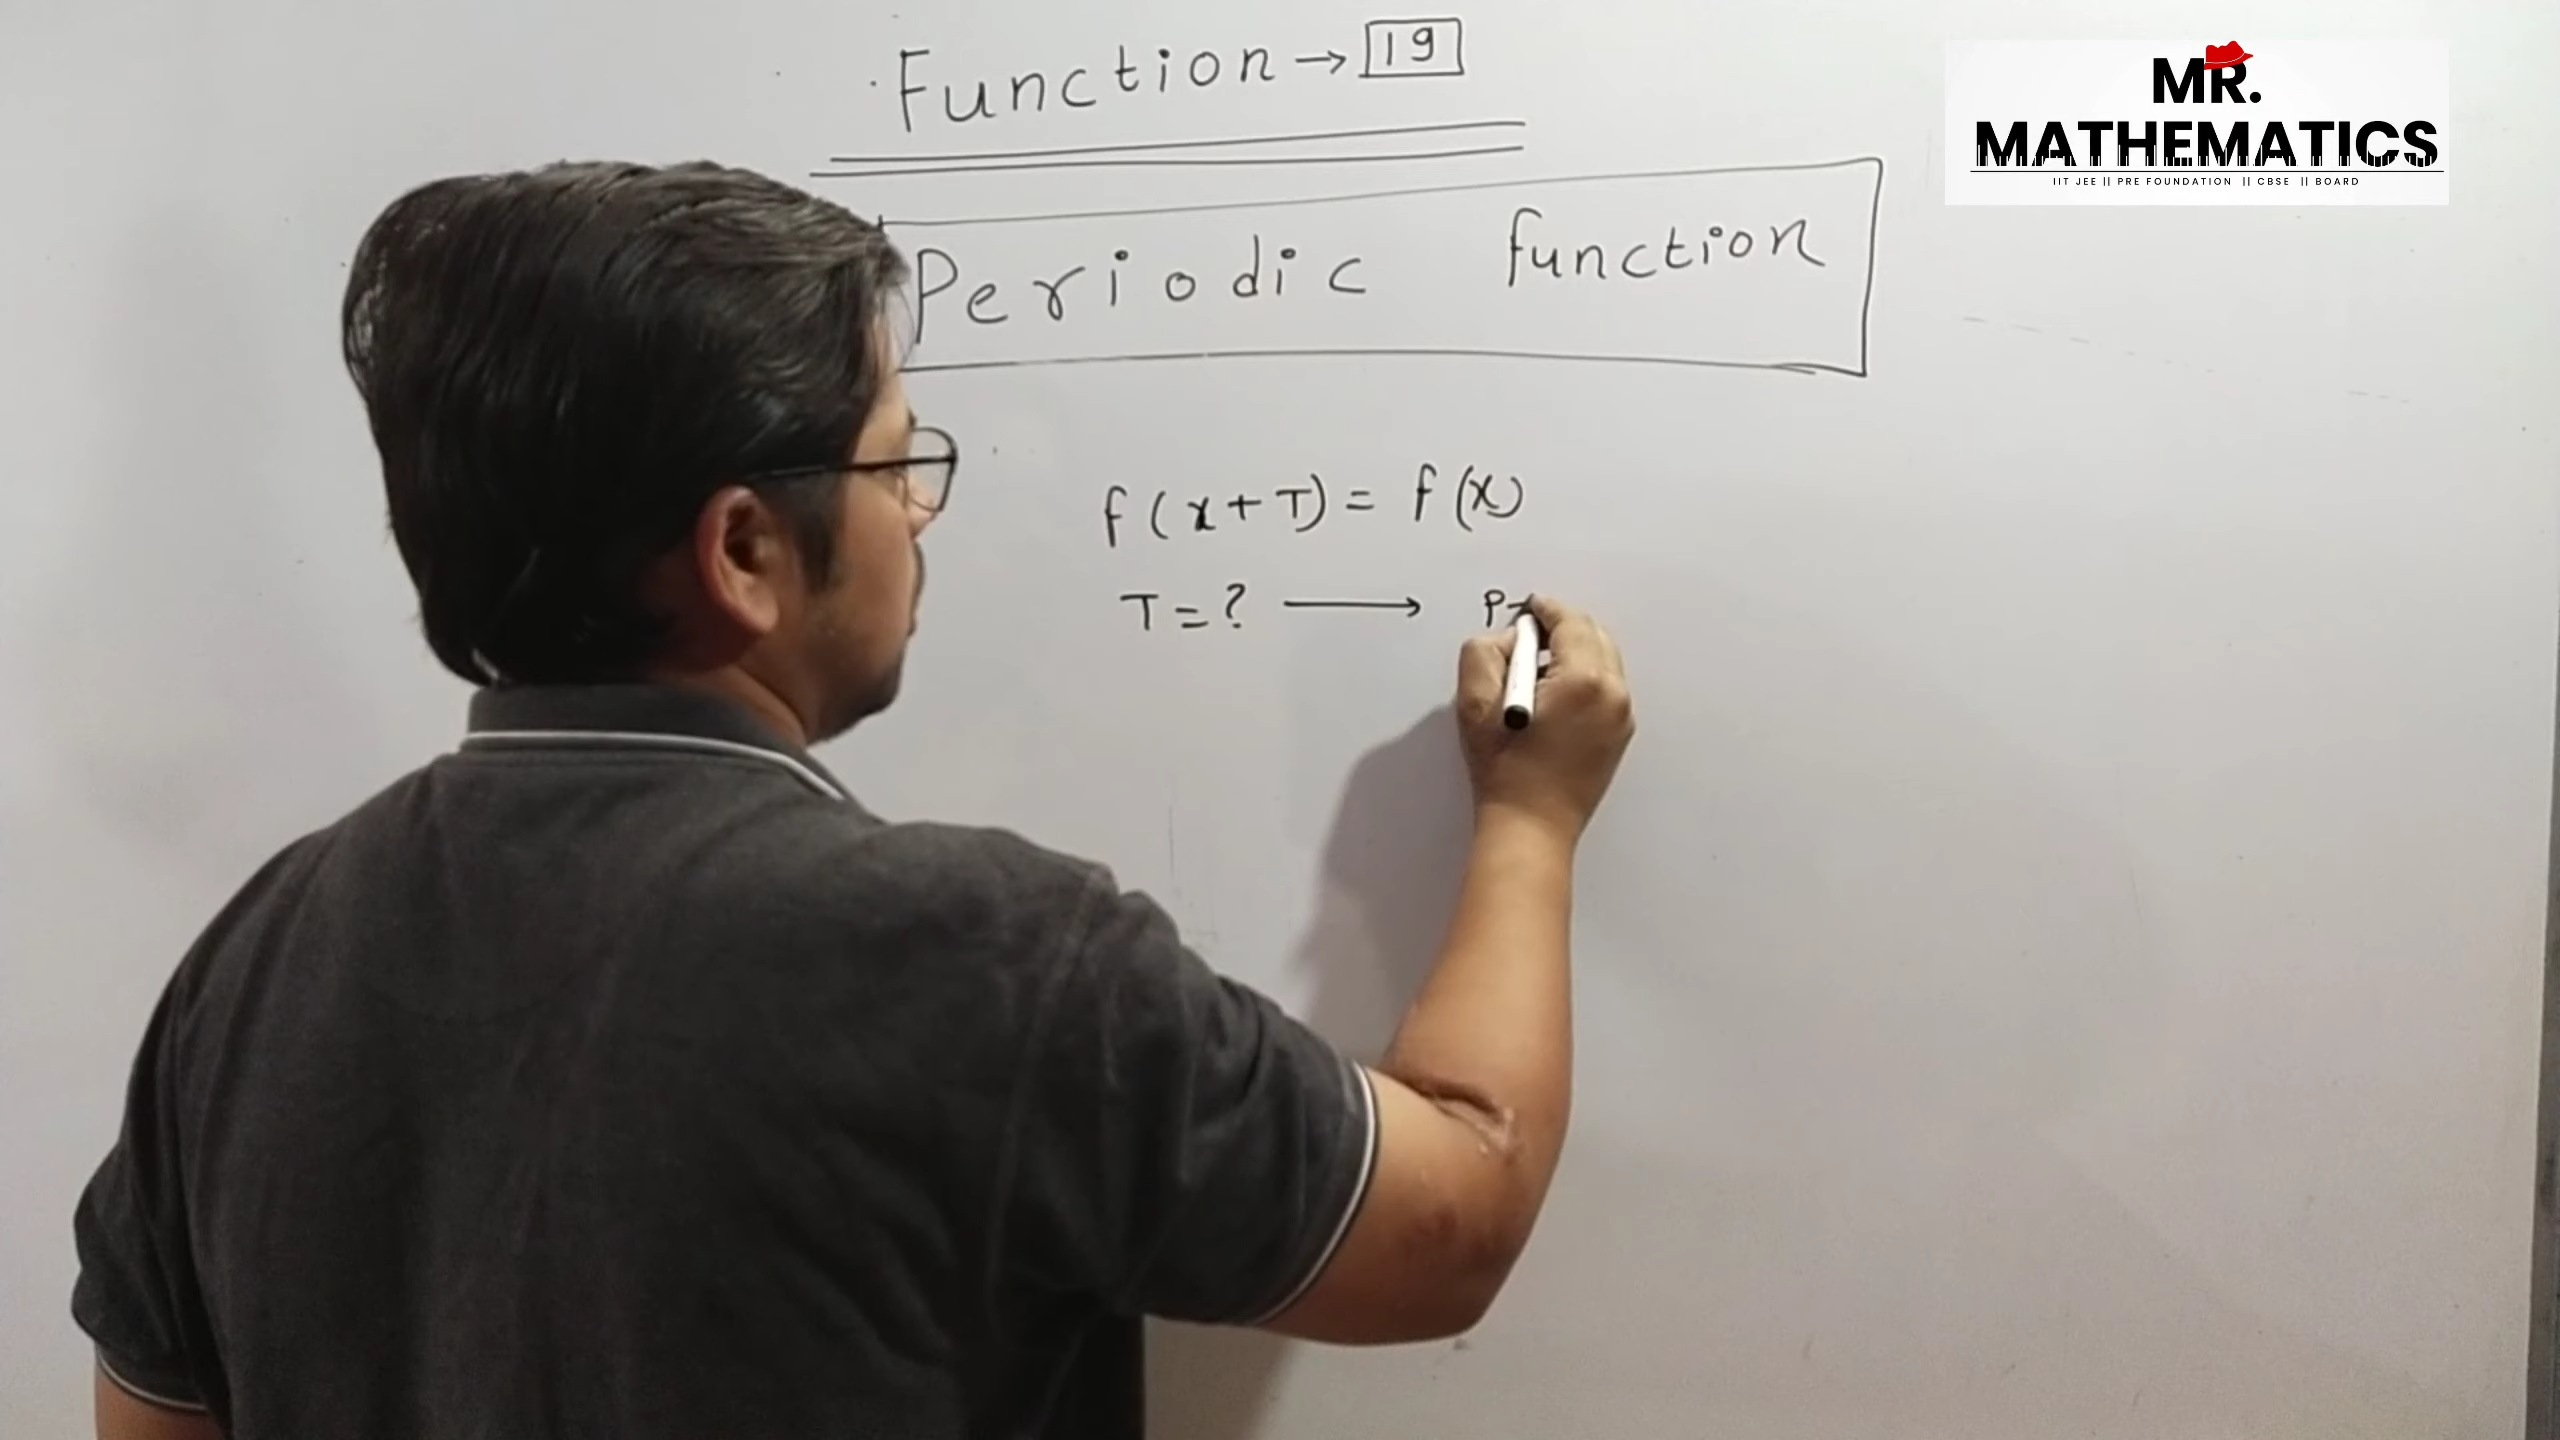 Function → 19
MR.
MATHEMATICS
IIT JEE || PRE FOUNDATION || CBSE || BOARD
Periodic function
f(x+T) = f(x)
T = ? ⟶ P